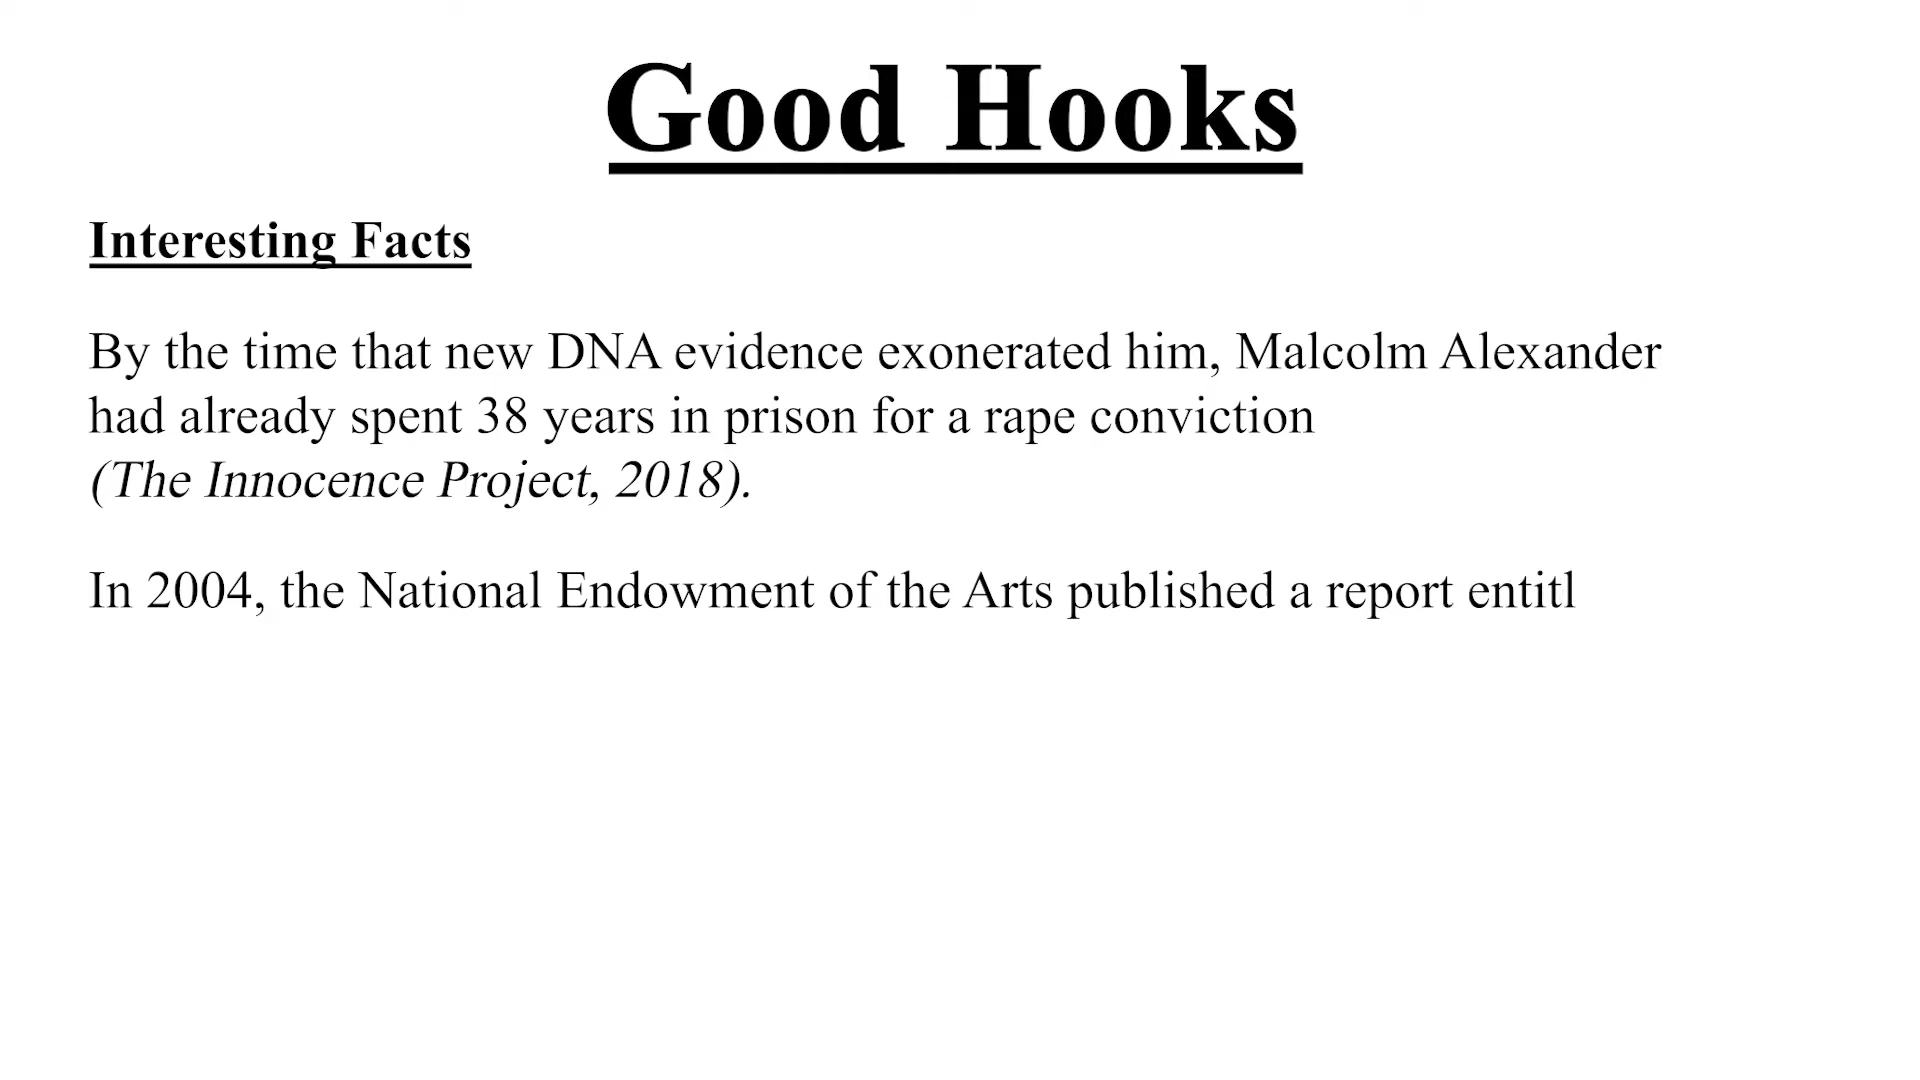 Good Hooks
Interesting Facts
By the time that new DNA evidence exonerated him, Malcolm Alexander
had already spent 38 years in prison for a rape conviction
(The Innocence Project, 2018).
In 2004, the National Endowment of the Arts published a report entitl